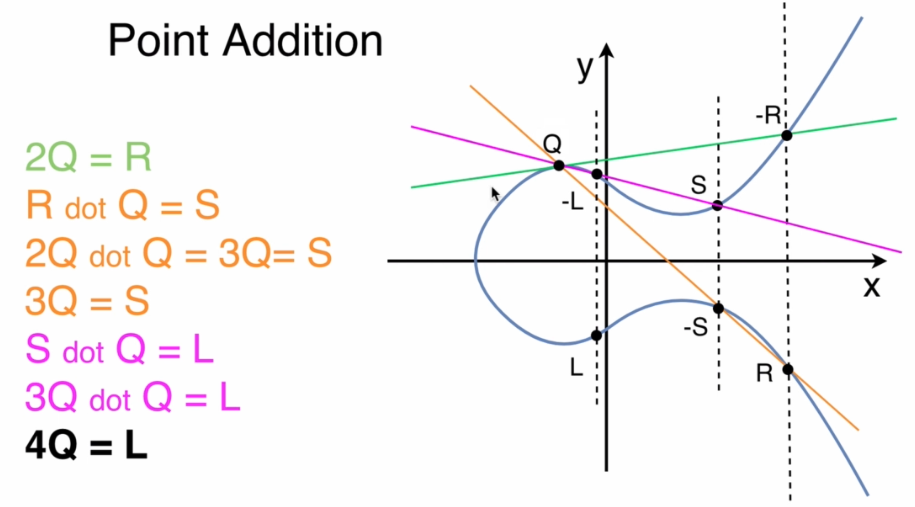 Point Addition
2Q = R
R dot Q = S
2Q dot Q = 3Q= S
3Q = S
S dot Q = L
3Q dot Q = L
4Q = L
y
-R
Q
S
-L
x
-S
L
R